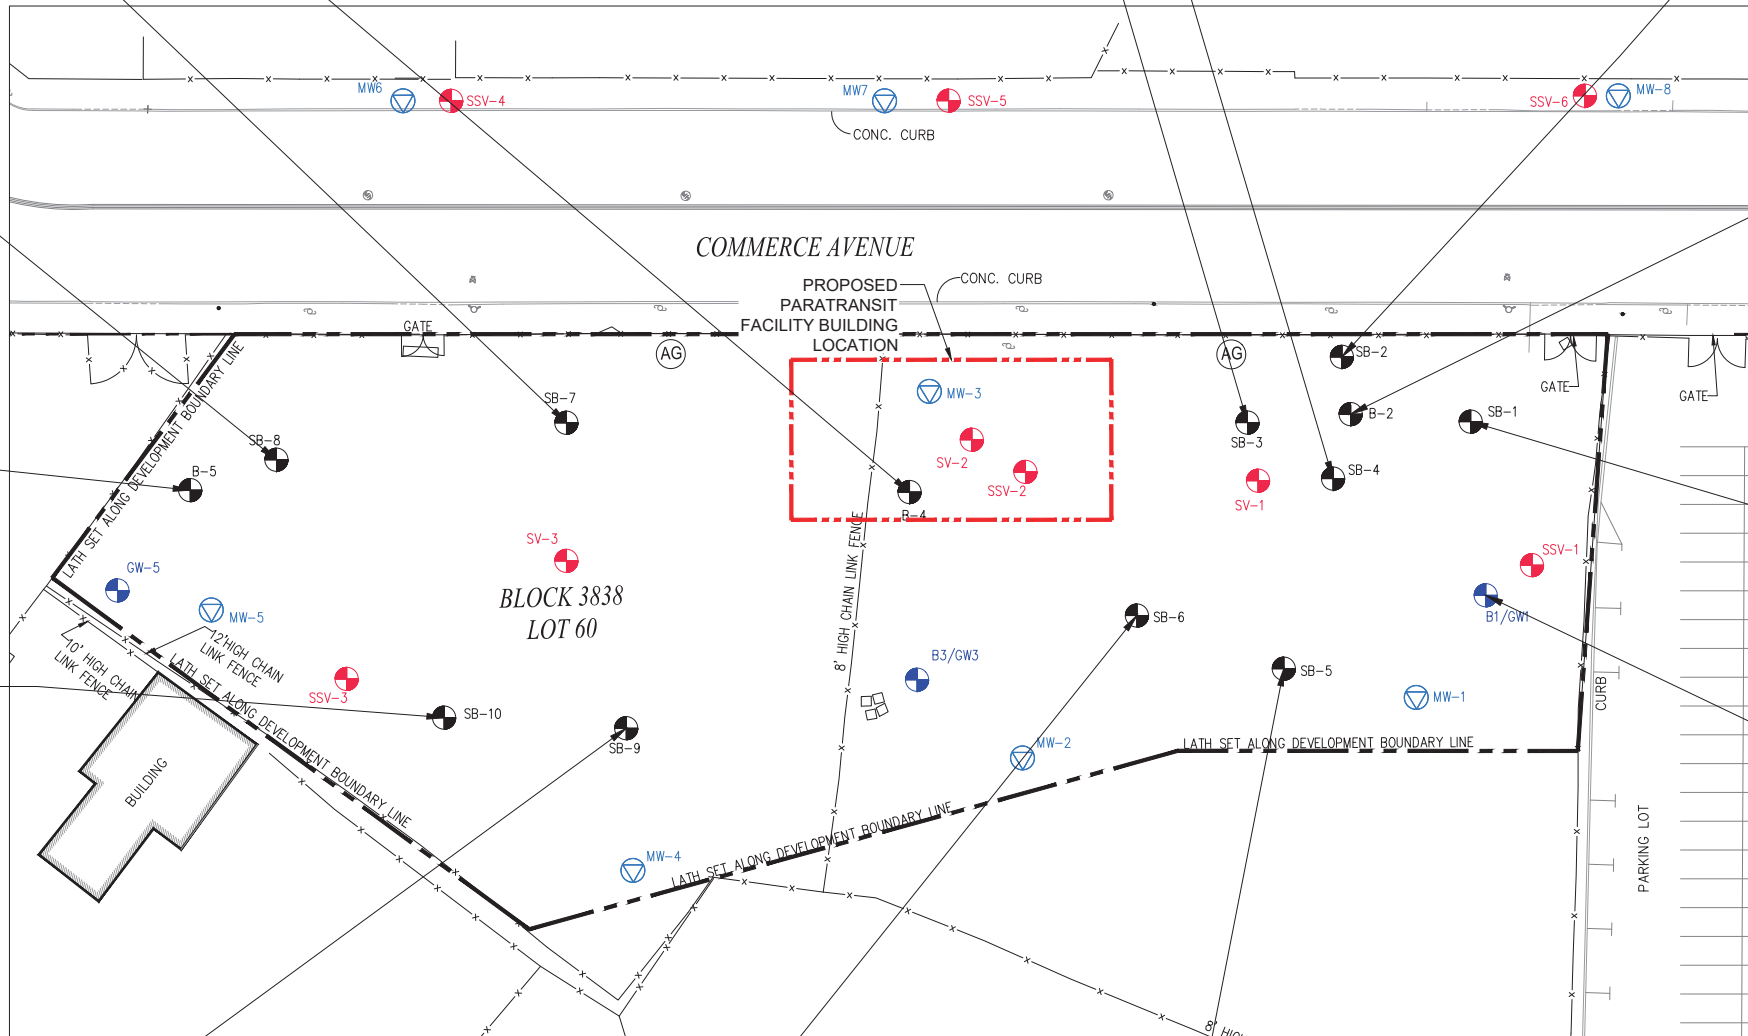 MW6
SSV-4
MW7
SSV-5
SSV-6
MW-8
CONC. CURB
COMMERCE AVENUE
PROPOSED
PARATRANSIT
FACILITY BUILDING
LOCATION
CONC. CURB
GATE
AG
AG
SB-2
GATE
GATE
LATH SET ALONG DEVELOPMENT BOUNDARY LINE
SB-7
MW-3
B-2
SB-1
SB-3
SB-8
B-5
SV-2
SSV-2
B-4
SB-4
SV-1
SV-3
8' HIGH CHAIN LINK FENCE
SSV-1
GW-5
MW-5
BLOCK 3838
LOT 60
SB-6
B1/GW1
12'HIGH CHAIN
LINK FENCE
10' HIGH CHAIN
LINK FENCE
LATH SET ALONG DEVELOPMENT BOUNDARY LINE
SSV-3
B3/GW3
SB-5
MW-1
CURB
SB-10
SB-9
MW-2
LATH SET ALONG DEVELOPMENT BOUNDARY LINE
BUILDING
LATH SET ALONG DEVELOPMENT BOUNDARY LINE
MW-4
PARKING LOT
8'